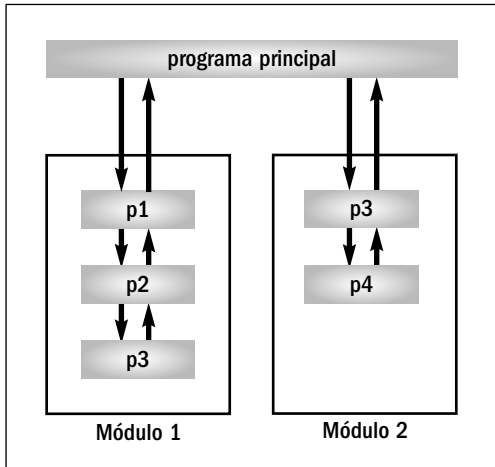 programa principal
p1
p2
p3
Módulo 1
p3
p4
Módulo 2